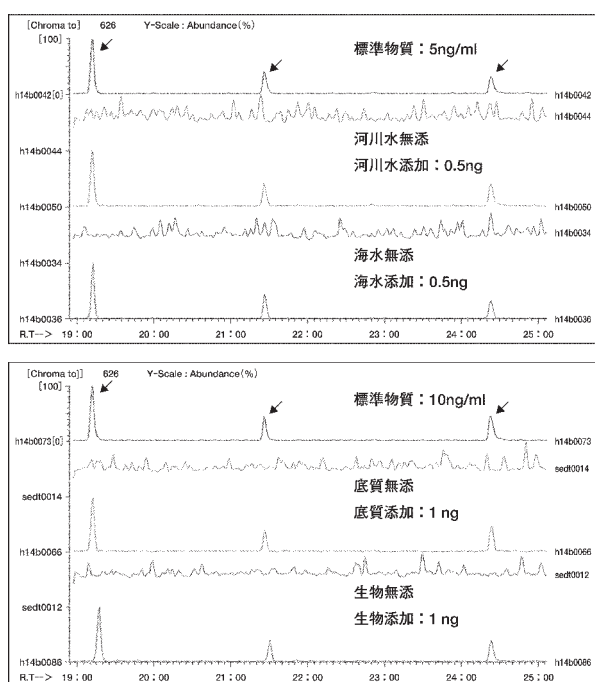 [Chroma to] 626 Y-Scale : Abundance(%)
[100]
標準物質：5ng/ml
h14b0042[0] h14b0042
h14b0044
河川水無添
h14b0044
河川水添加：0.5ng
h14b0050 h14b0050
h14b0034
海水無添
h14b0034
海水添加：0.5ng
h14b0036 h14b0036
R.T--> 19：00 20：00 21：00 22：00 23：00 24：00 25：00
[Chroma to]] 626 Y-Scale : Abundance(%)
[100]
標準物質：10ng/ml
h14b0073[0] h14b0073
sedt0014
底質無添
sedt0014
底質添加：1 ng
h14b0066 h14b0066
sedt0012
生物無添
sedt0012
生物添加：1 ng
h14b0086 h14b0086
R.T--> 19：00 20：00 21：00 22：00 23：00 24：00 25：00